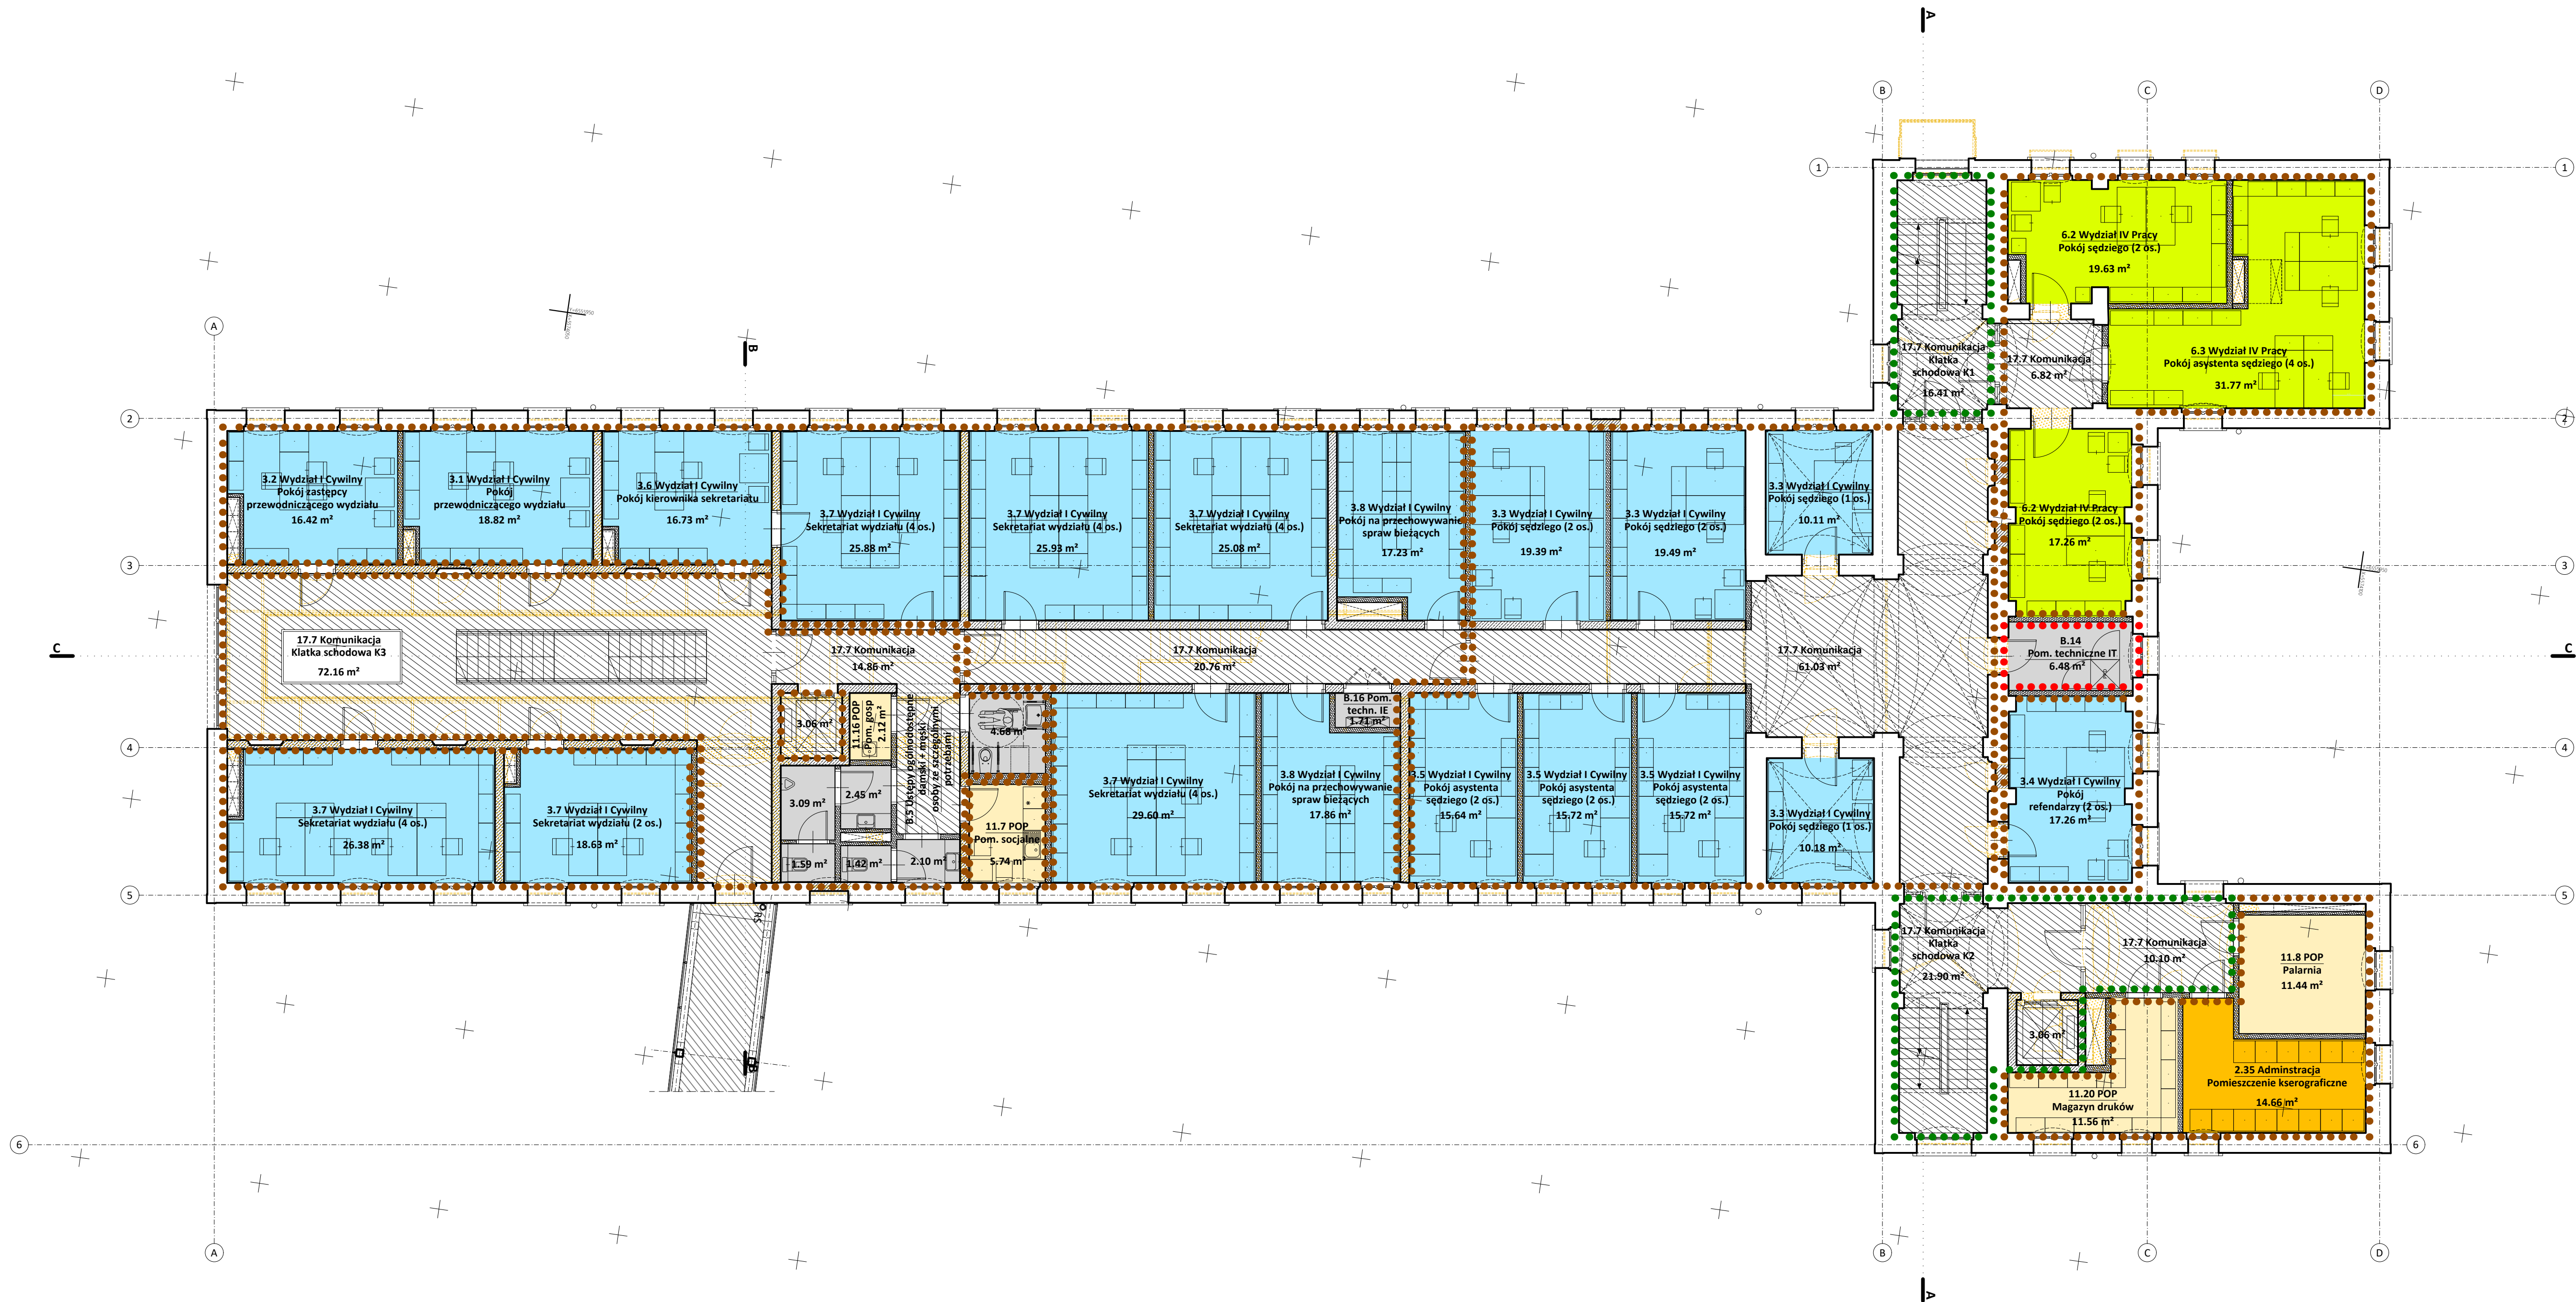 A
B
C
D
1
1
6.2 Wydział IV Pracy
Pokój sędziego (2 os.)
19.63 m²
6.3 Wydział IV Pracy
Pokój asystenta sędziego (4 os.)
31.77 m²
17.7 Komunikacja
Klatka
schodowa K1
16.41 m²
17.7 Komunikacja
6.82 m²
A
B
2
2
3.2 Wydział I Cywilny
Pokój zastępcy
przewodniczącego wydziału
16.42 m²
3.1 Wydział I Cywilny
Pokój
przewodniczącego wydziału
18.82 m²
3.6 Wydział I Cywilny
Pokój kierownika sekretariatu
16.73 m²
3.7 Wydział I Cywilny
Sekretariat wydziału (4 os.)
25.88 m²
3.7 Wydział I Cywilny
Sekretariat wydziału (4 os.)
25.93 m²
3.7 Wydział I Cywilny
Sekretariat wydziału (4 os.)
25.08 m²
3.8 Wydział I Cywilny
Pokój na przechowywanie
spraw bieżących
17.23 m²
3.3 Wydział I Cywilny
Pokój sędziego (2 os.)
19.39 m²
3.3 Wydział I Cywilny
Pokój sędziego (2 os.)
19.49 m²
3.3 Wydział I Cywilny
Pokój sędziego (1 os.)
10.11 m²
6.2 Wydział IV Pracy
Pokój sędziego (2 os.)
17.26 m²
3
3
C
17.7 Komunikacja
Klatka schodowa K3
72.16 m²
17.7 Komunikacja
14.86 m²
17.7 Komunikacja
20.76 m²
17.7 Komunikacja
61.03 m²
B.14
Pom. techniczne IT
6.48 m²
C
3.06 m²
11.16 POP
Pom. gosp
2.12 m²
B.5 Ustępy ogólnodostępne
damski + męski
osoby ze szczególnymi
potrzebami
4.68 m²
B.16 Pom.
techn. IE
1.71 m²
4
4
3.7 Wydział I Cywilny
Sekretariat wydziału (4 os.)
26.38 m²
3.7 Wydział I Cywilny
Sekretariat wydziału (2 os.)
18.63 m²
3.09 m²
2.45 m²
1.59 m²
1.42 m²
2.10 m²
11.7 POP
Pom. socjalne
5.74 m²
3.7 Wydział I Cywilny
Sekretariat wydziału (4 os.)
29.60 m²
3.8 Wydział I Cywilny
Pokój na przechowywanie
spraw bieżących
17.86 m²
3.5 Wydział I Cywilny
Pokój asystenta
sędziego (2 os.)
15.64 m²
3.5 Wydział I Cywilny
Pokój asystenta
sędziego (2 os.)
15.72 m²
3.5 Wydział I Cywilny
Pokój asystenta
sędziego (2 os.)
15.72 m²
3.3 Wydział I Cywilny
Pokój sędziego (1 os.)
10.18 m²
3.4 Wydział I Cywilny
Pokój
refendarzy (2 os.)
17.26 m²
5
5
RS
17.7 Komunikacja
Klatka
schodowa K2
21.90 m²
17.7 Komunikacja
10.10 m²
11.8 POP
Palarnia
11.44 m²
3.06 m²
2.35 Adminstracja
Pomieszczenie kserograficzne
14.66 m²
11.20 POP
Magazyn druków
11.56 m²
B
6
6
A
B
C
D
A